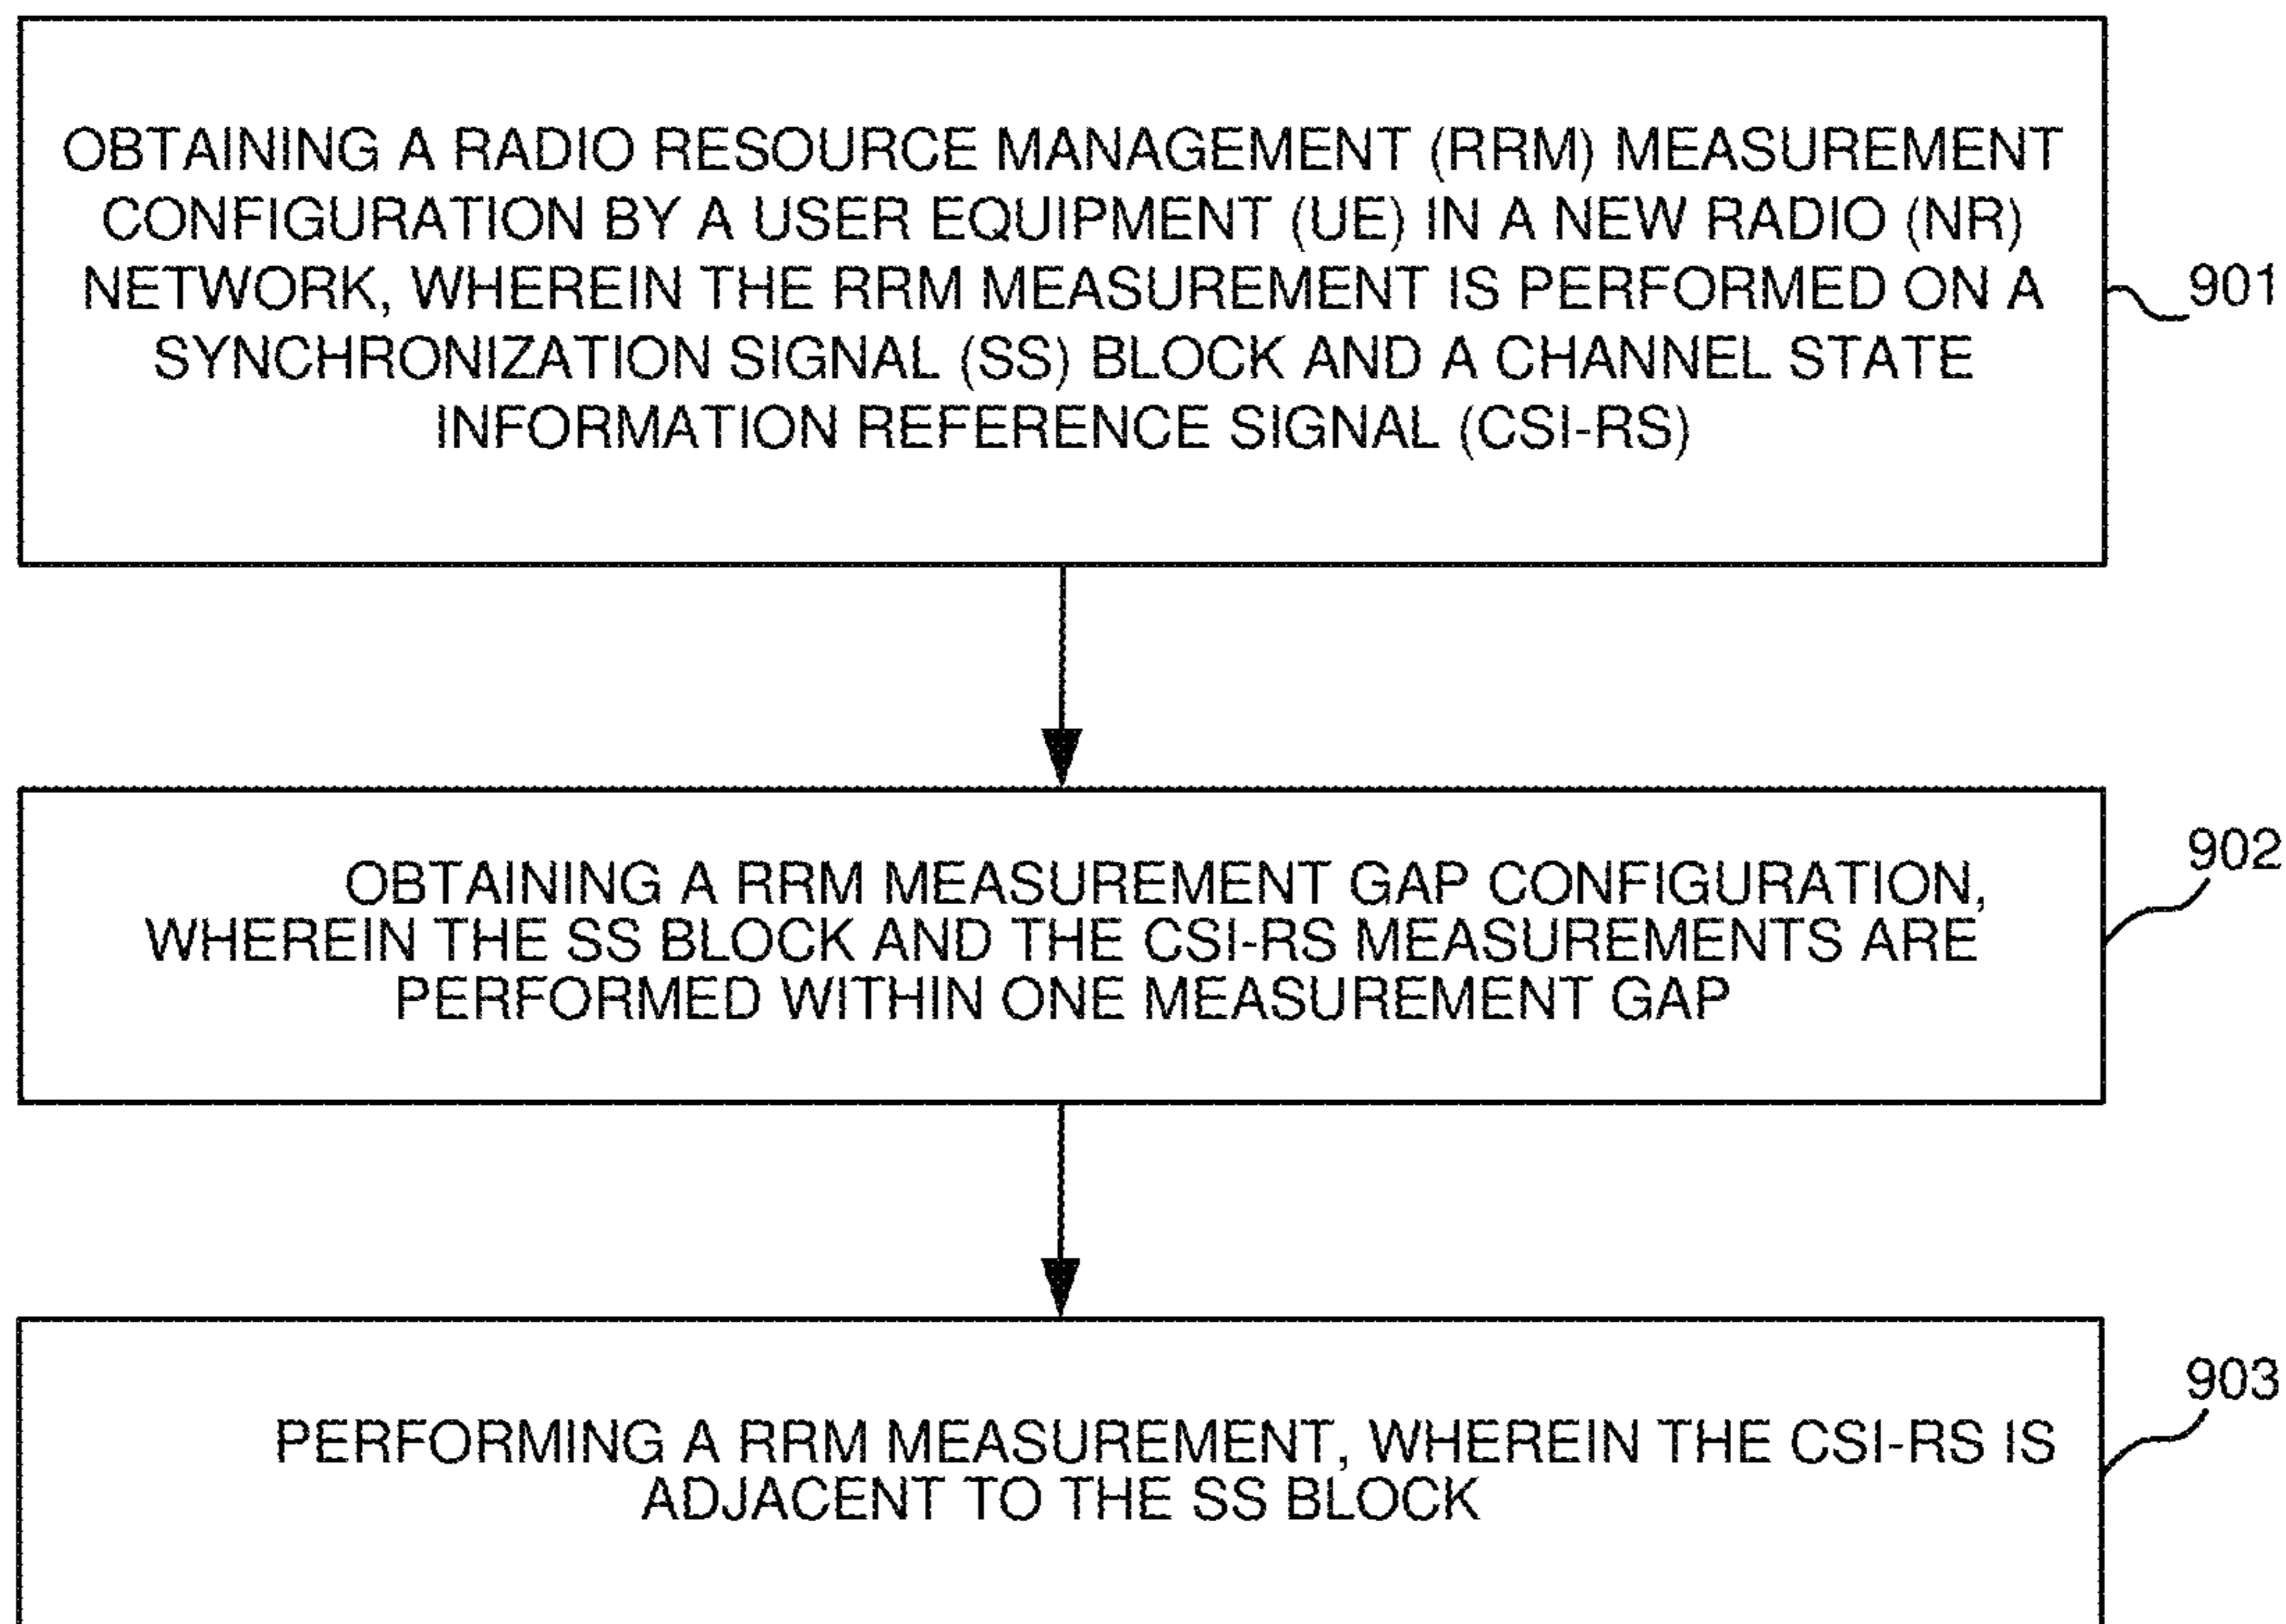 OBTAINING A RADIO RESOURCE MANAGEMENT (RRM) MEASUREMENT
CONFIGURATION BY A USER EQUIPMENT (UE) IN A NEW RADIO (NR)
NETWORK, WHEREIN THE RRM MEASUREMENT IS PERFORMED ON A
SYNCHRONIZATION SIGNAL (SS) BLOCK AND A CHANNEL STATE
INFORMATION REFERENCE SIGNAL (CSI-RS)
901
OBTAINING A RRM MEASUREMENT GAP CONFIGURATION,
WHEREIN THE SS BLOCK AND THE CSI-RS MEASUREMENTS ARE
PERFORMED WITHIN ONE MEASUREMENT GAP
902
PERFORMING A RRM MEASUREMENT, WHEREIN THE CSI-RS IS
ADJACENT TO THE SS BLOCK
903